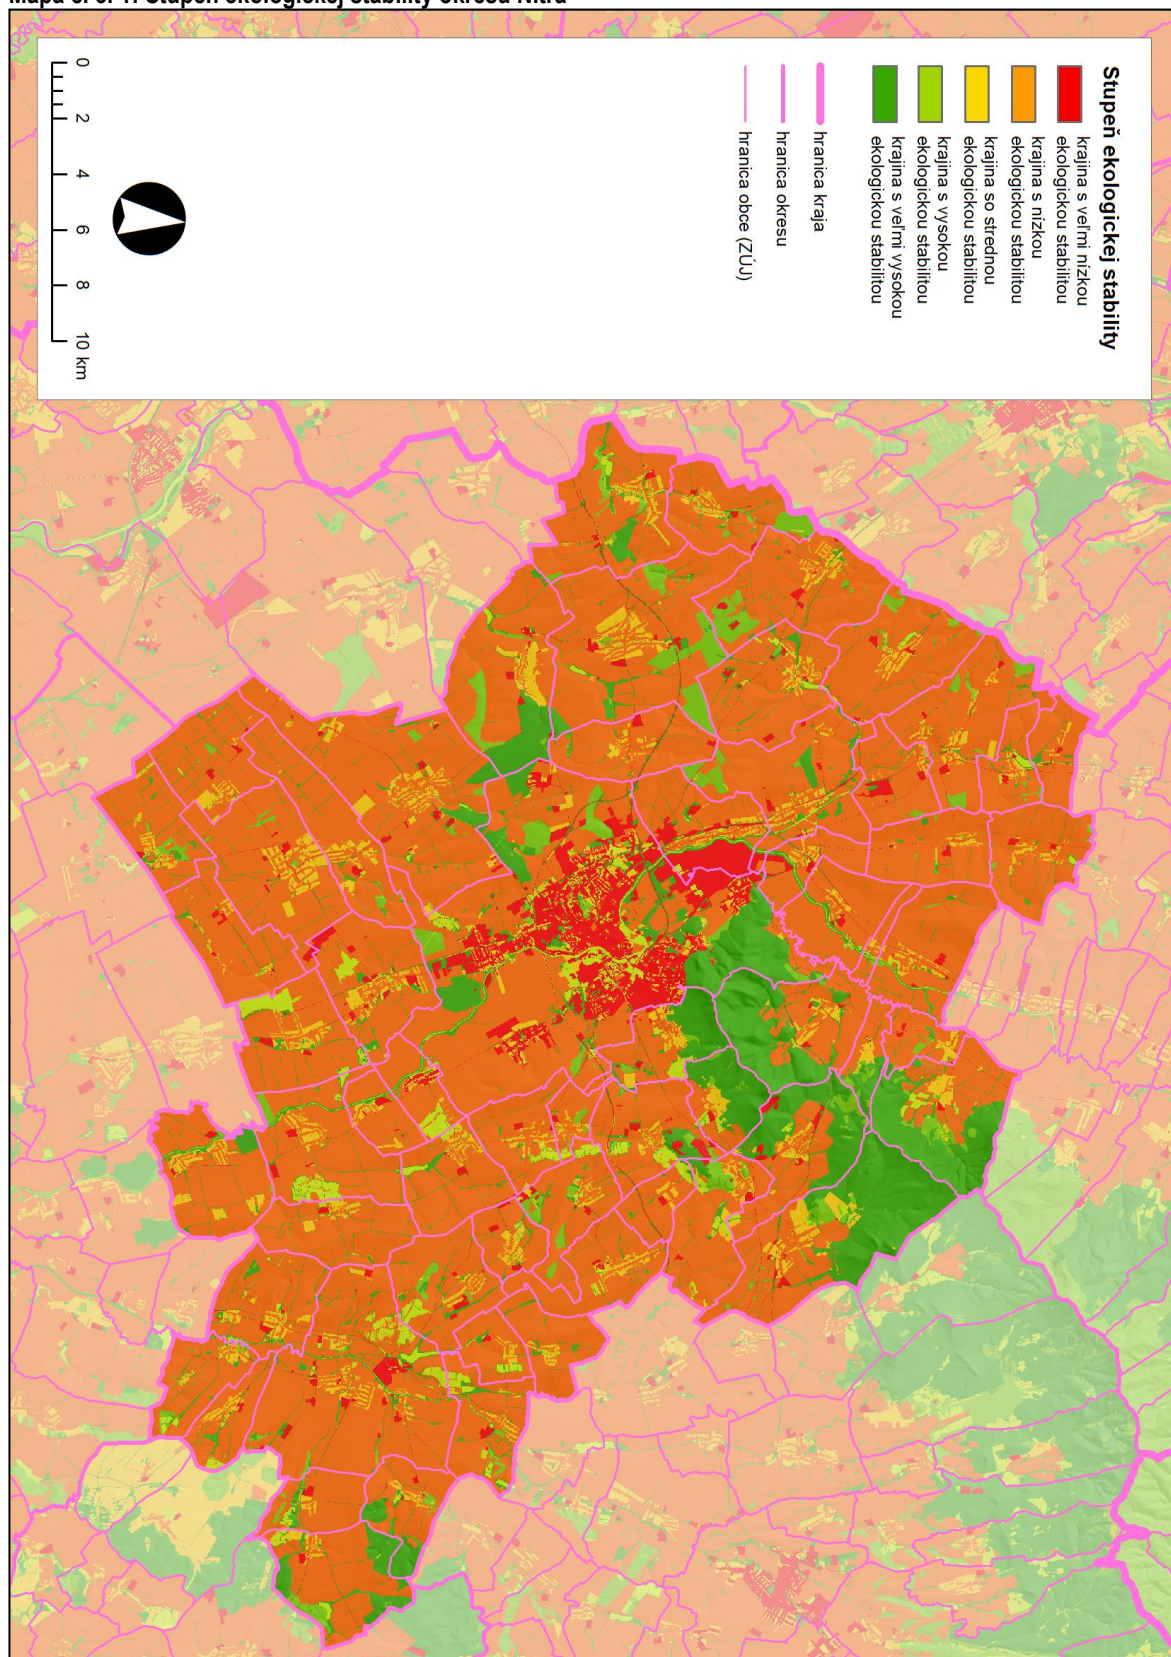 Mapa č. 3. 1: Stupeň ekologickej stability okresu Nitra
Stupeň ekologickej stability
krajina s veľmi nízkou
ekologickou stabilitou
krajina s nízkou
ekologickou stabilitou
krajina so strednou
ekologickou stabilitou
krajina s vysokou
ekologickou stabilitou
krajina s veľmi vysokou
ekologickou stabilitou
hranica kraja
hranica okresu
hranica obce (ZÚJ)
0 2 4 6 8 10 km